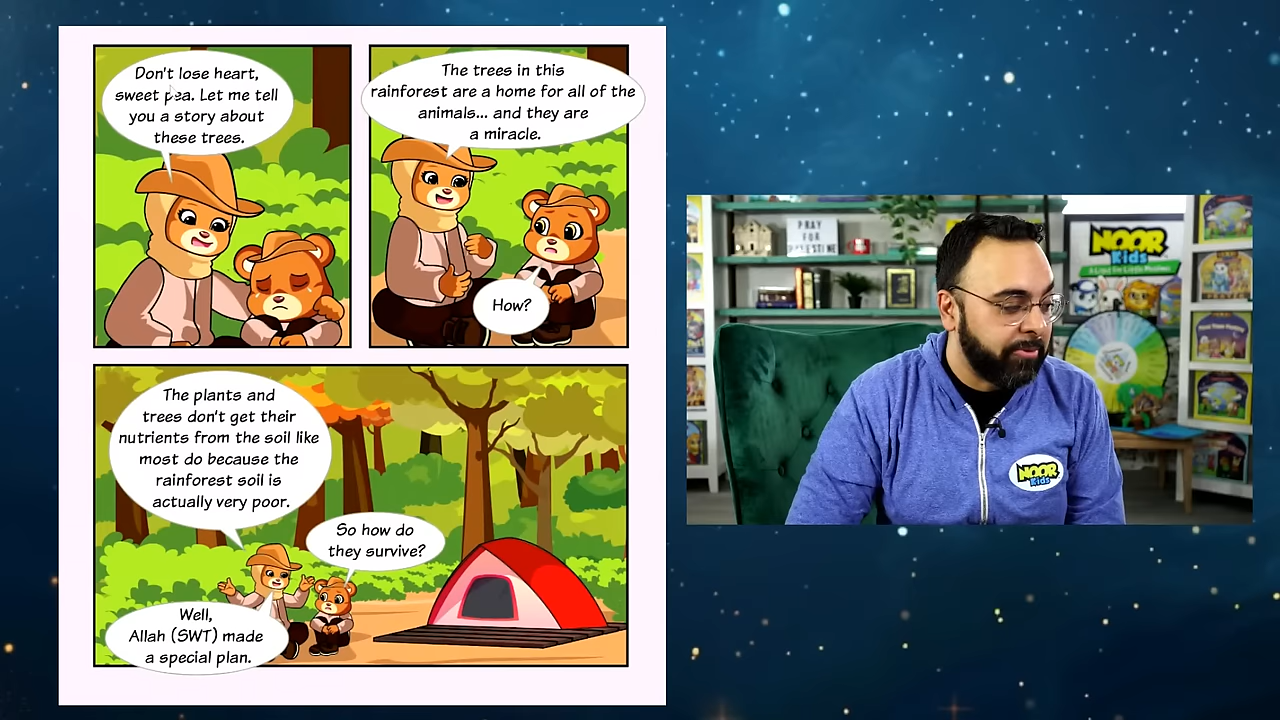 Don't lose heart,
sweet pea. Let me tell
you a story about
these trees.
The trees in this
rainforest are a home for all of the
animals... and they are
a miracle.
How?
The plants and
trees don't get their
nutrients from the soil like
most do because the
rainforest soil is
actually very poor.
So how do
they survive?
Well,
Allah (SWT) made
a special plan.
PRAY
FOR
PALESTINE
NOOR
Kids
NOOR
Kids